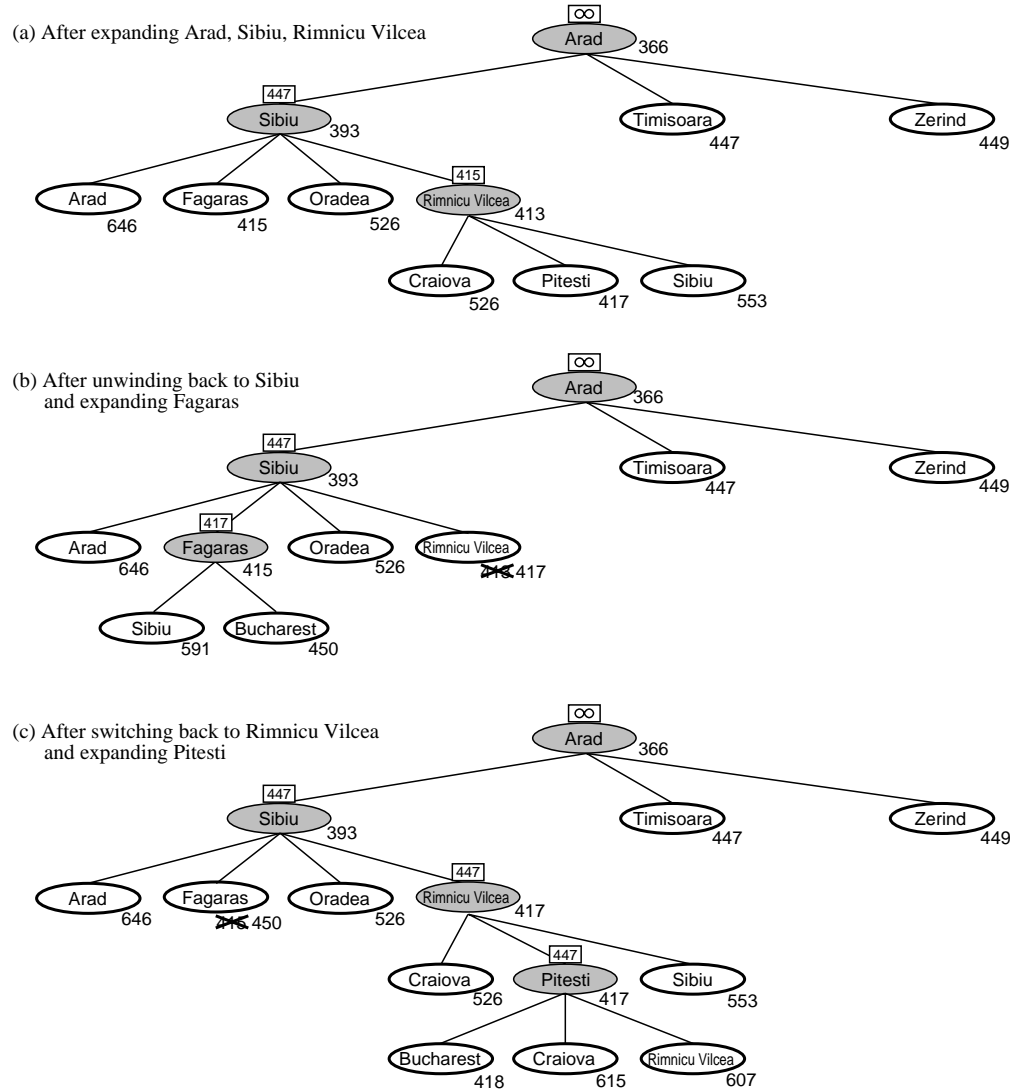 ∞
(a) After expanding Arad, Sibiu, Rimnicu Vilcea
Arad
366
447
Sibiu
393
Timisoara
447
Zerind
449
415
Arad
646
Fagaras
415
Oradea
526
Rimnicu Vilcea
413
Craiova
526
Pitesti
417
Sibiu
553
∞
(b) After unwinding back to Sibiu
and expanding Fagaras
Arad
366
447
Sibiu
393
Timisoara
447
Zerind
449
417
Arad
646
Fagaras
415
Oradea
526
Rimnicu Vilcea
413 417
Sibiu
591
Bucharest
450
∞
(c) After switching back to Rimnicu Vilcea
and expanding Pitesti
Arad
366
447
Sibiu
393
Timisoara
447
Zerind
449
447
Arad
646
Fagaras
415 450
Oradea
526
Rimnicu Vilcea
417
447
Craiova
526
Pitesti
417
Sibiu
553
Bucharest
418
Craiova
615
Rimnicu Vilcea
607